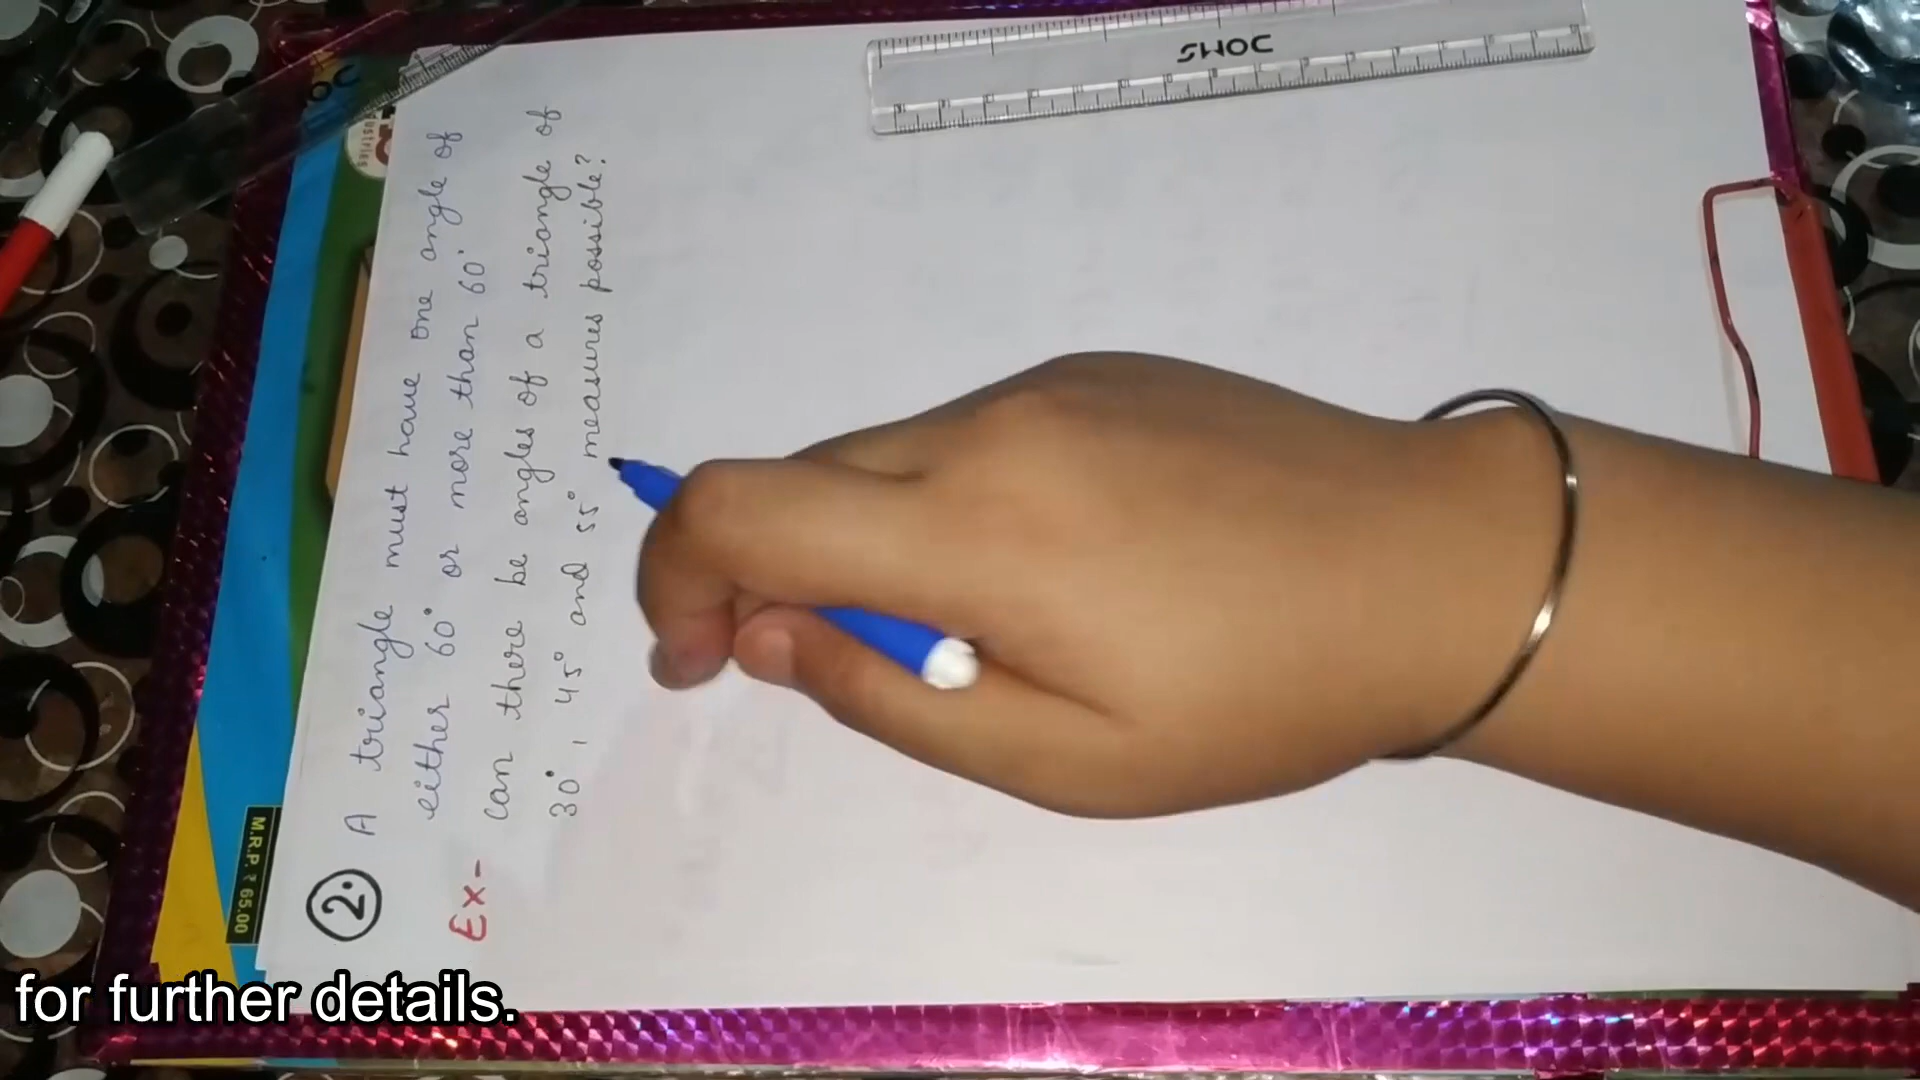 2.
A triangle must have one angle of
either 60° or more than 60°
Ex- can there be angles of a triangle of
30°, 45° and 55° measures possible?
DOMS
M.R.P. ₹ 65.00
for further details.